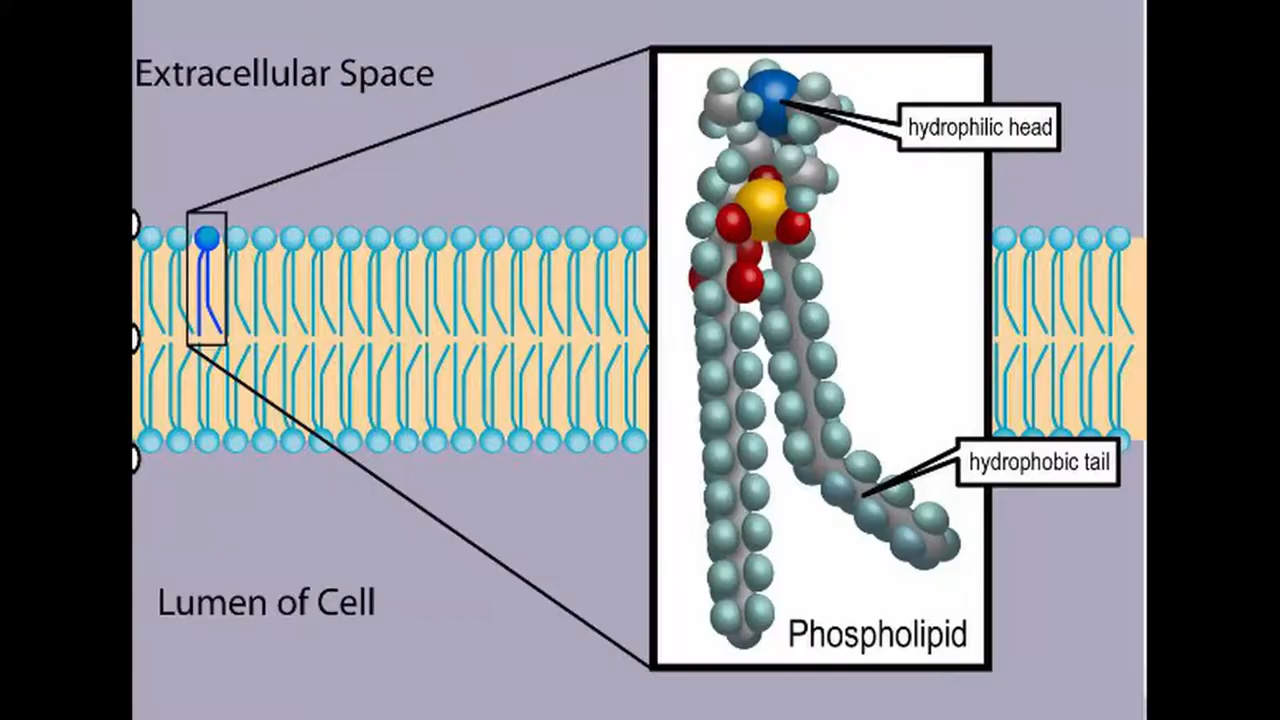 Extracellular Space
hydrophilic head
hydrophobic tail
Lumen of Cell
Phospholipid